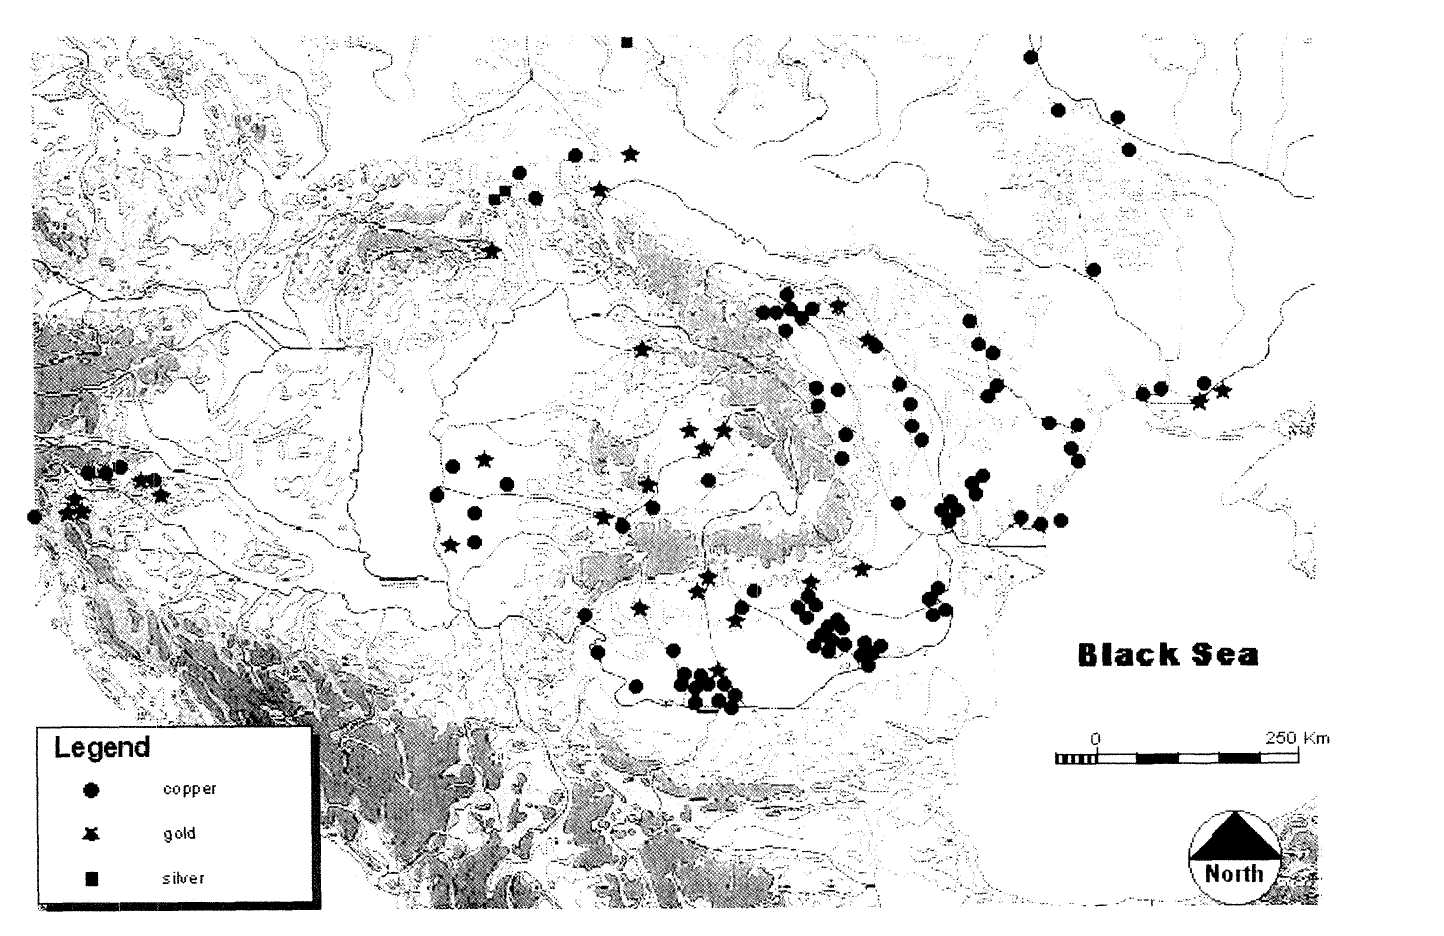 Black Sea
0 250 Km
Legend
copper
gold
silver
North